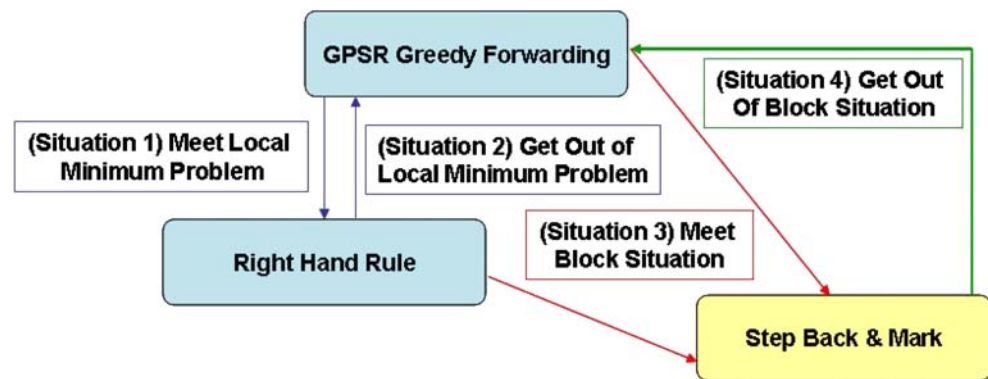 GPSR Greedy Forwarding
(Situation 4) Get Out
Of Block Situation
(Situation 1) Meet Local
Minimum Problem
(Situation 2) Get Out of
Local Minimum Problem
(Situation 3) Meet
Block Situation
Right Hand Rule
Step Back & Mark